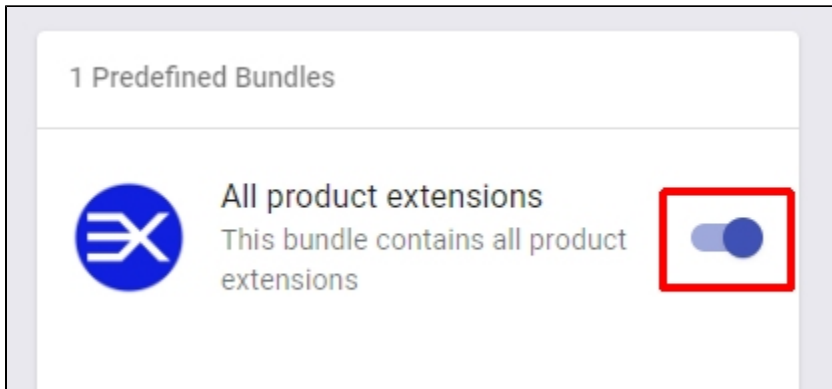 1 Predefined Bundles
All product extensions
This bundle contains all product
extensions